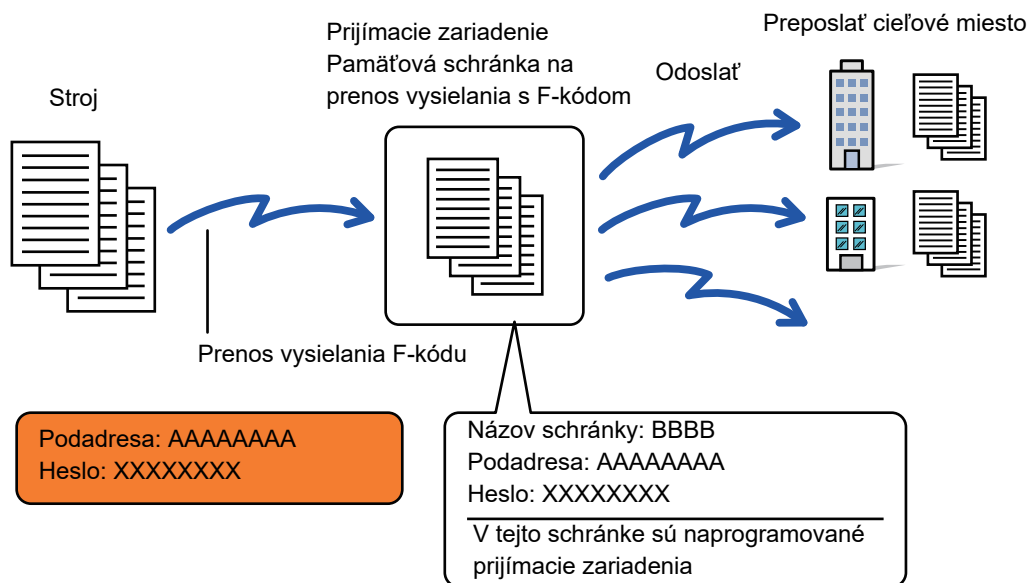 Stroj
Prijímacie zariadenie
Pamäťová schránka na
prenos vysielania s F-kódom
Odoslať
Preposlať cieľové miesto
Prenos vysielania F-kódu
Podadresa: AAAAAAAA
Heslo: XXXXXXXX
Názov schránky: BBBB
Podadresa: AAAAAAAA
Heslo: XXXXXXXX
V tejto schránke sú naprogramované
prijímacie zariadenia